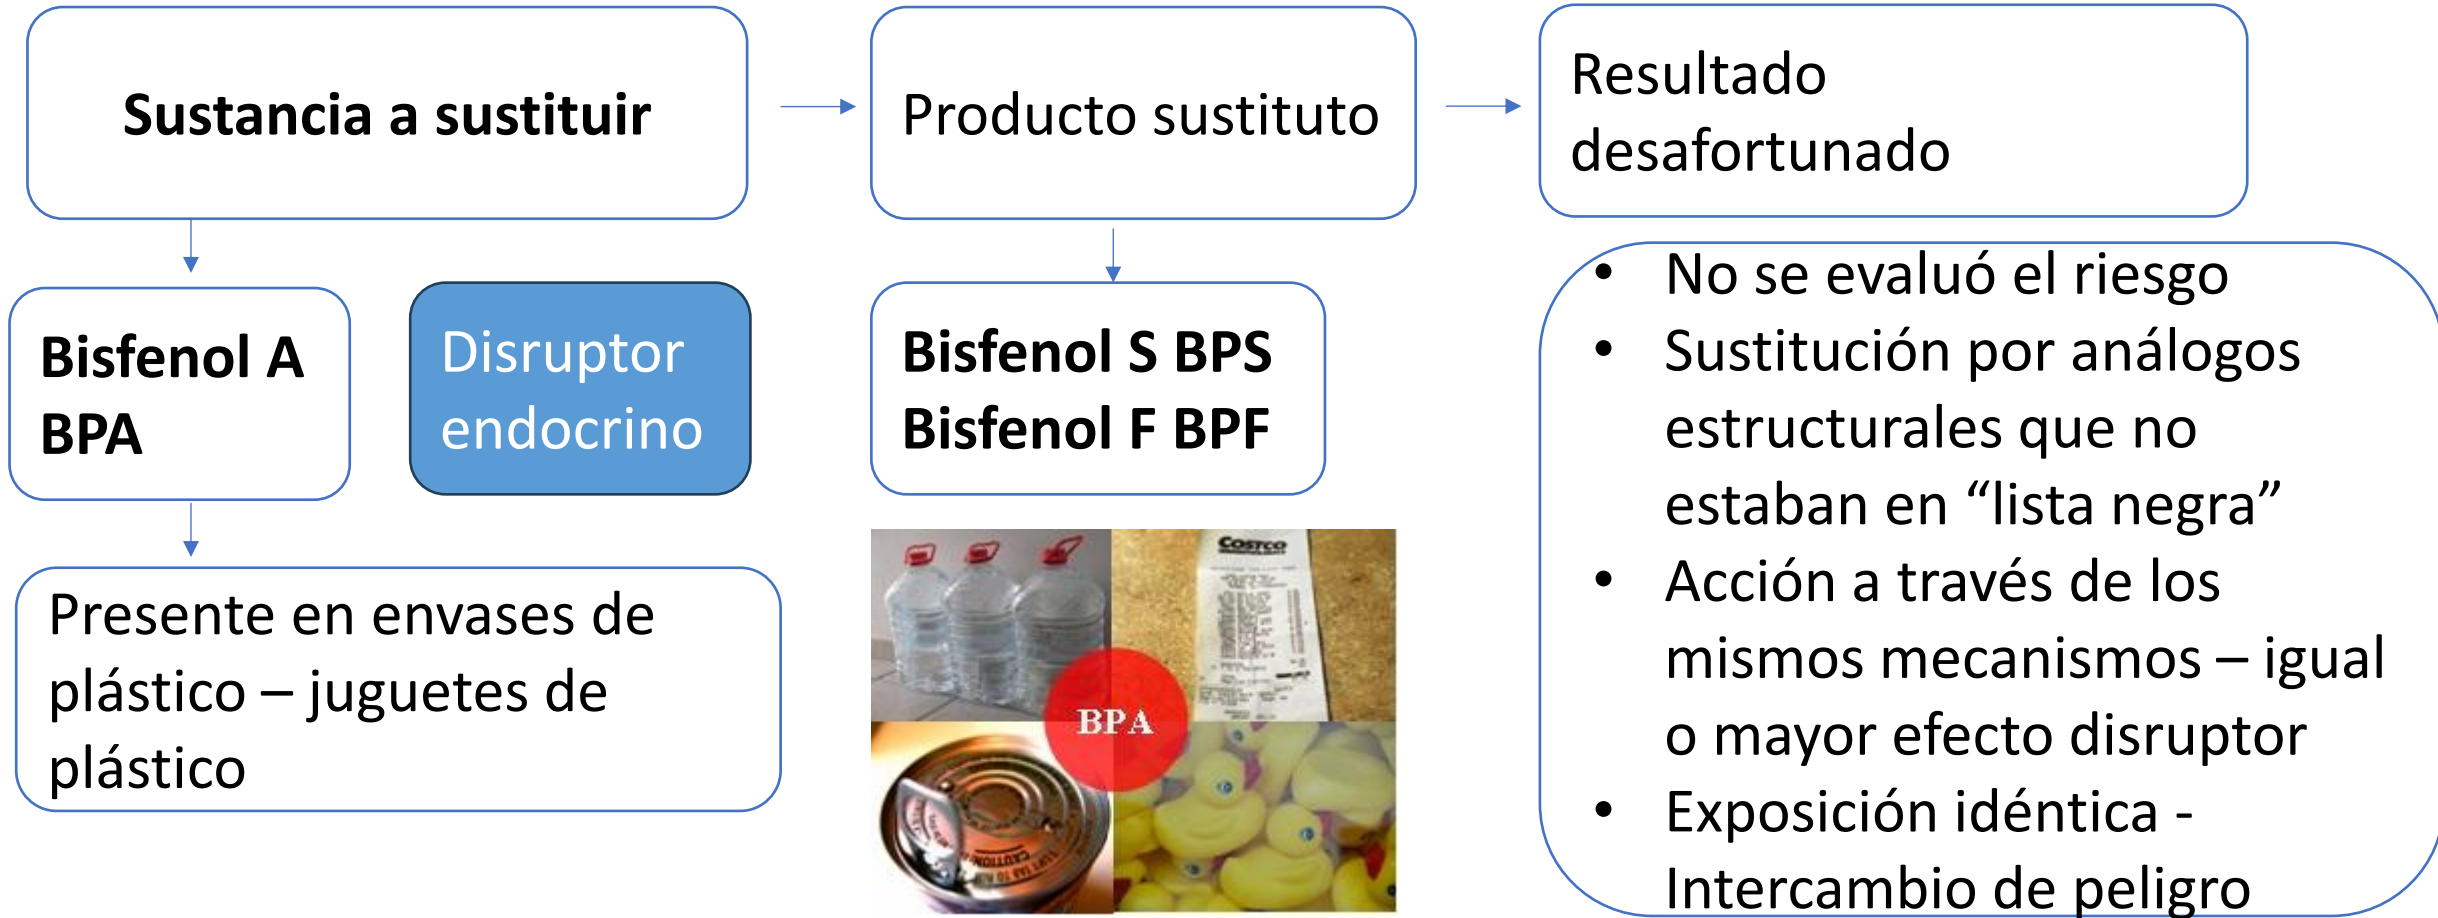 Sustancia a sustituir
Producto sustituto
Resultado
desafortunado
Bisfenol A
BPA
Disruptor
endocrino
Bisfenol S BPS
Bisfenol F BPF
Presente en envases de
plástico – juguetes de
plástico
COSTCO
BPA
• No se evaluó el riesgo
• Sustitución por análogos
estructurales que no
estaban en “lista negra”
• Acción a través de los
mismos mecanismos – igual
o mayor efecto disruptor
• Exposición idéntica -
Intercambio de peligro